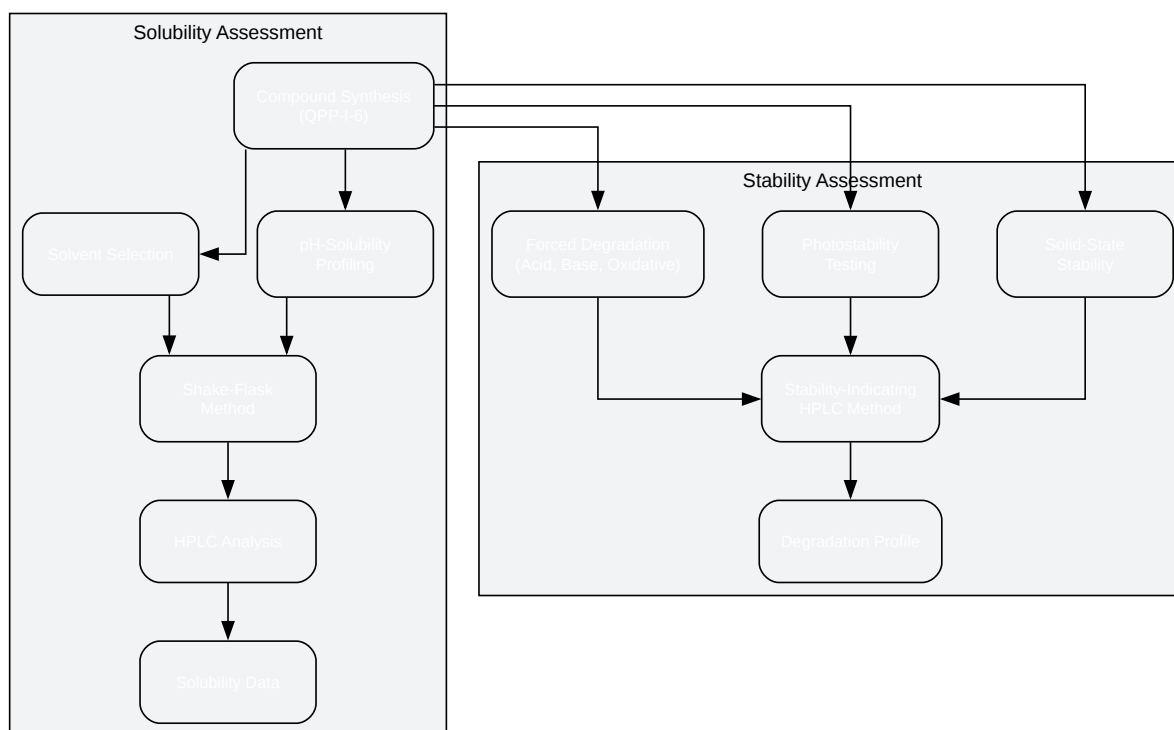 Solubility Assessment
Compound Synthesis
(QPP-I-6)
Stability Assessment
Solvent Selection
pH-Solubility
Profiling
Forced Degradation
(Acid, Base, Oxidative)
Photostability
Testing
Solid-State
Stability
Shake-Flask
Method
Stability-Indicating
HPLC Method
HPLC Analysis
Degradation Profile
Solubility Data